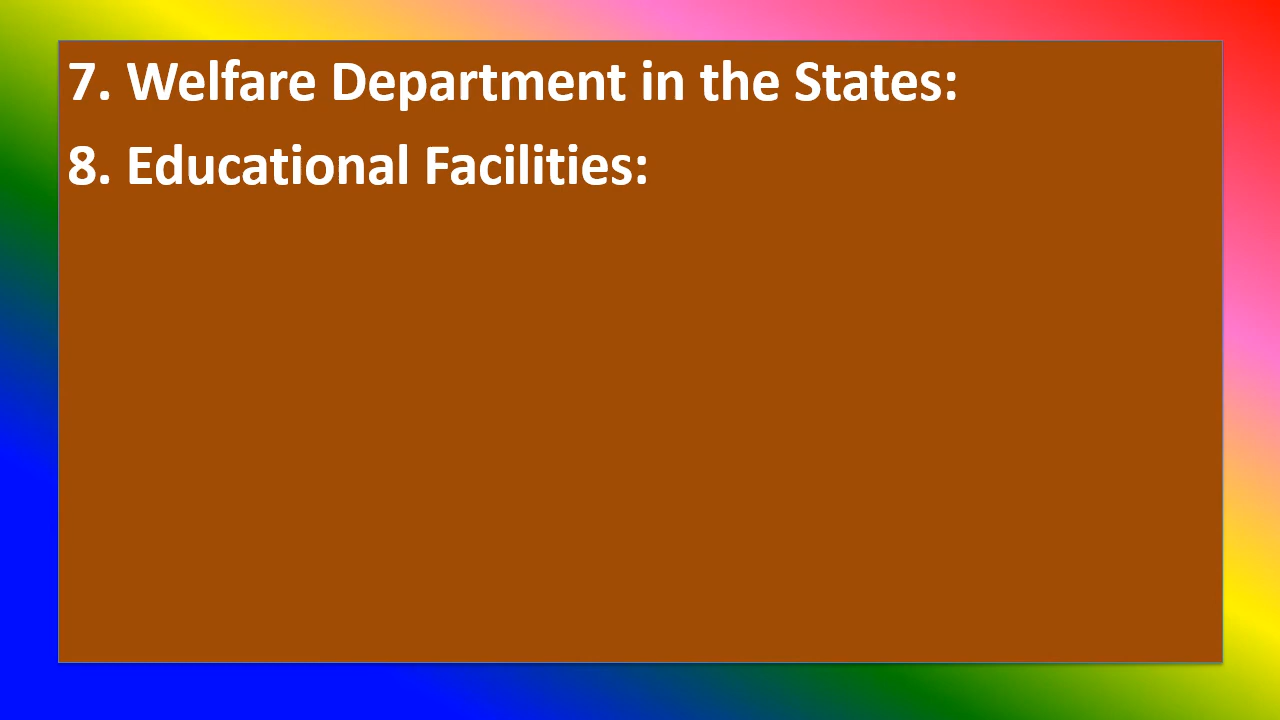 7. Welfare Department in the States:
8. Educational Facilities: